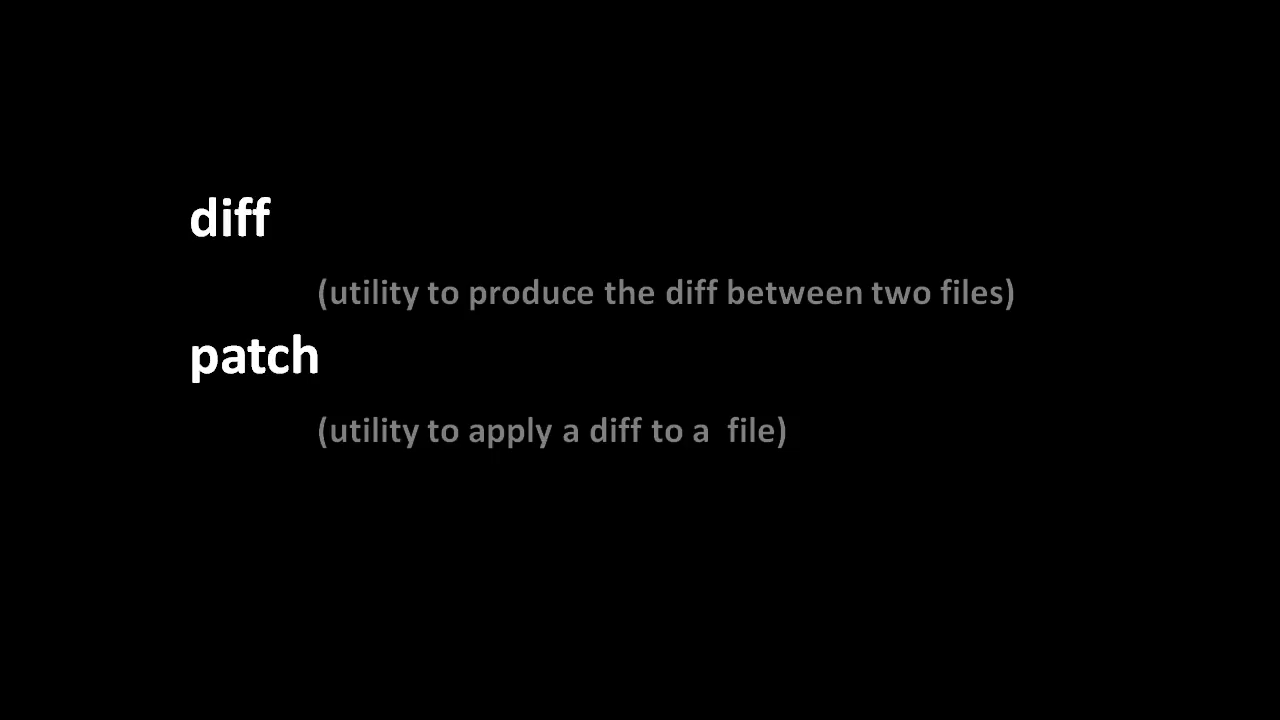 diff
(utility to produce the diff between two files)
patch
(utility to apply a diff to a  file)